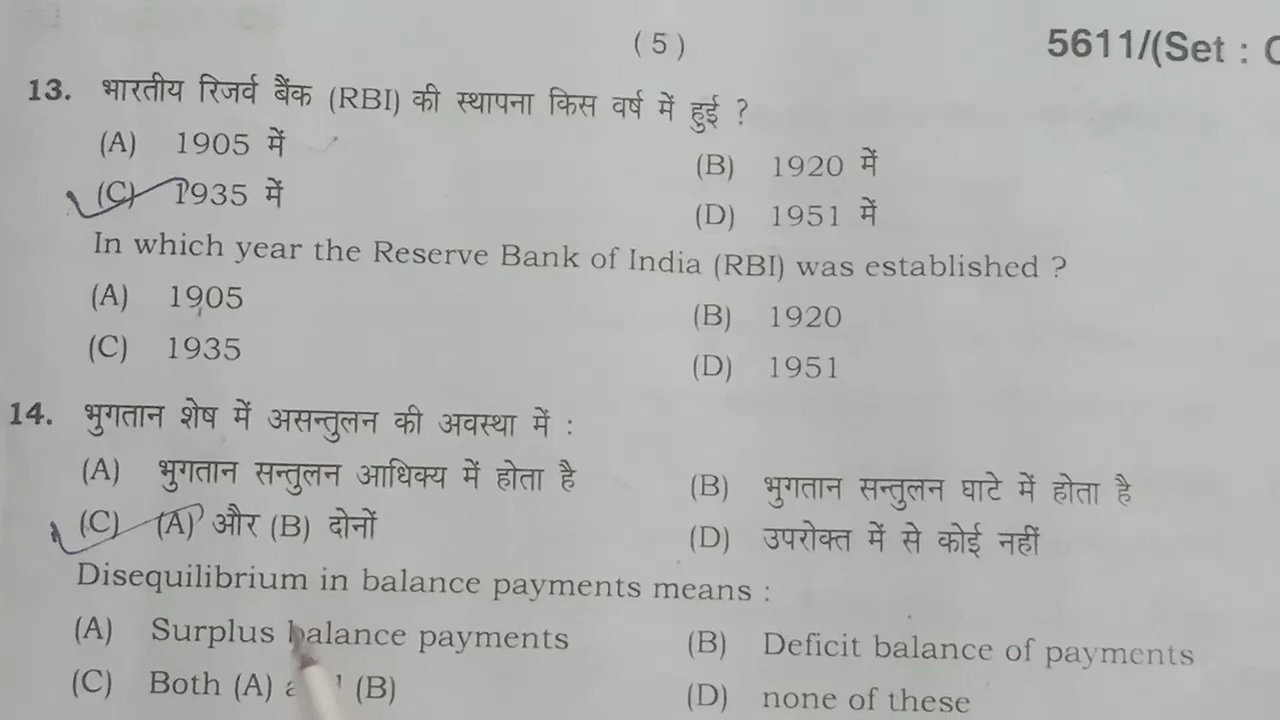 ( 5 )
5611/(Set :
13. भारतीय रिजर्व बैंक (RBI) की स्थापना किस वर्ष में हुई ?
(A) 1905 में
(B) 1920 में
(C) 1935 में
(D) 1951 में
In which year the Reserve Bank of India (RBI) was established ?
(A) 1905
(B) 1920
(C) 1935
(D) 1951
14. भुगतान शेष में असन्तुलन की अवस्था में :
(A) भुगतान सन्तुलन आधिक्य में होता है
(B) भुगतान सन्तुलन घाटे में होता है
(C) (A) और (B) दोनों
(D) उपरोक्त में से कोई नहीं
Disequilibrium in balance payments means :
(A) Surplus balance payments
(B) Deficit balance of payments
(C) Both (A) (B)
(D) none of these